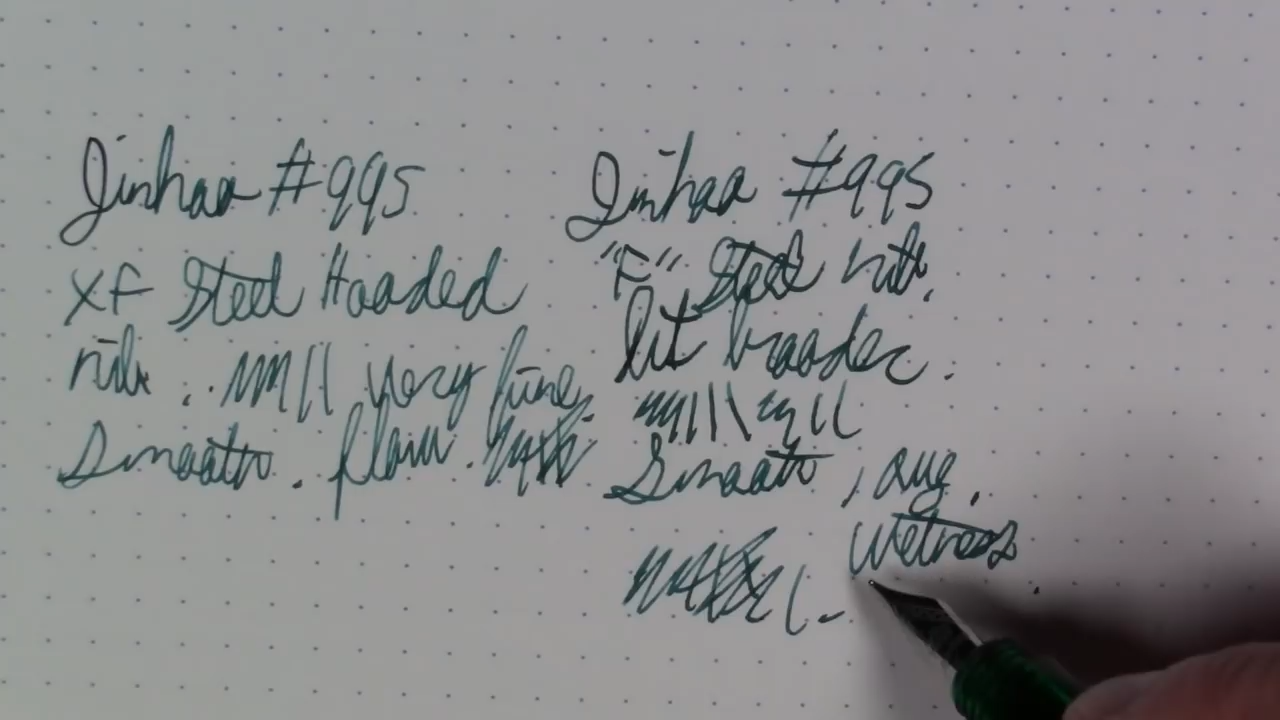 Jinhao #995
XF Steel Hooded
nib .. very fine.
Smooth. flow.
Jinhao #995
"F" Steel nib.
bit broader.
Smooth, avg.
wetness